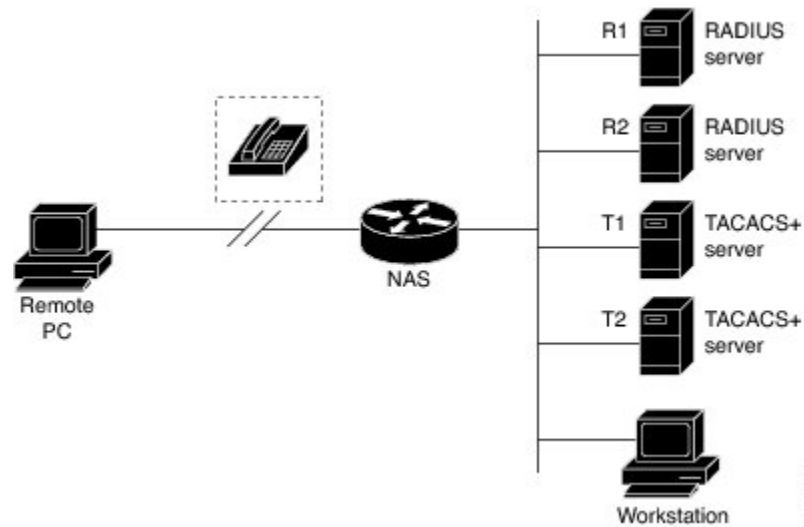 R1
RADIUS
server
R2
RADIUS
server
T1
TACACS+
server
T2
TACACS+
server
NAS
Remote
PC
Workstation